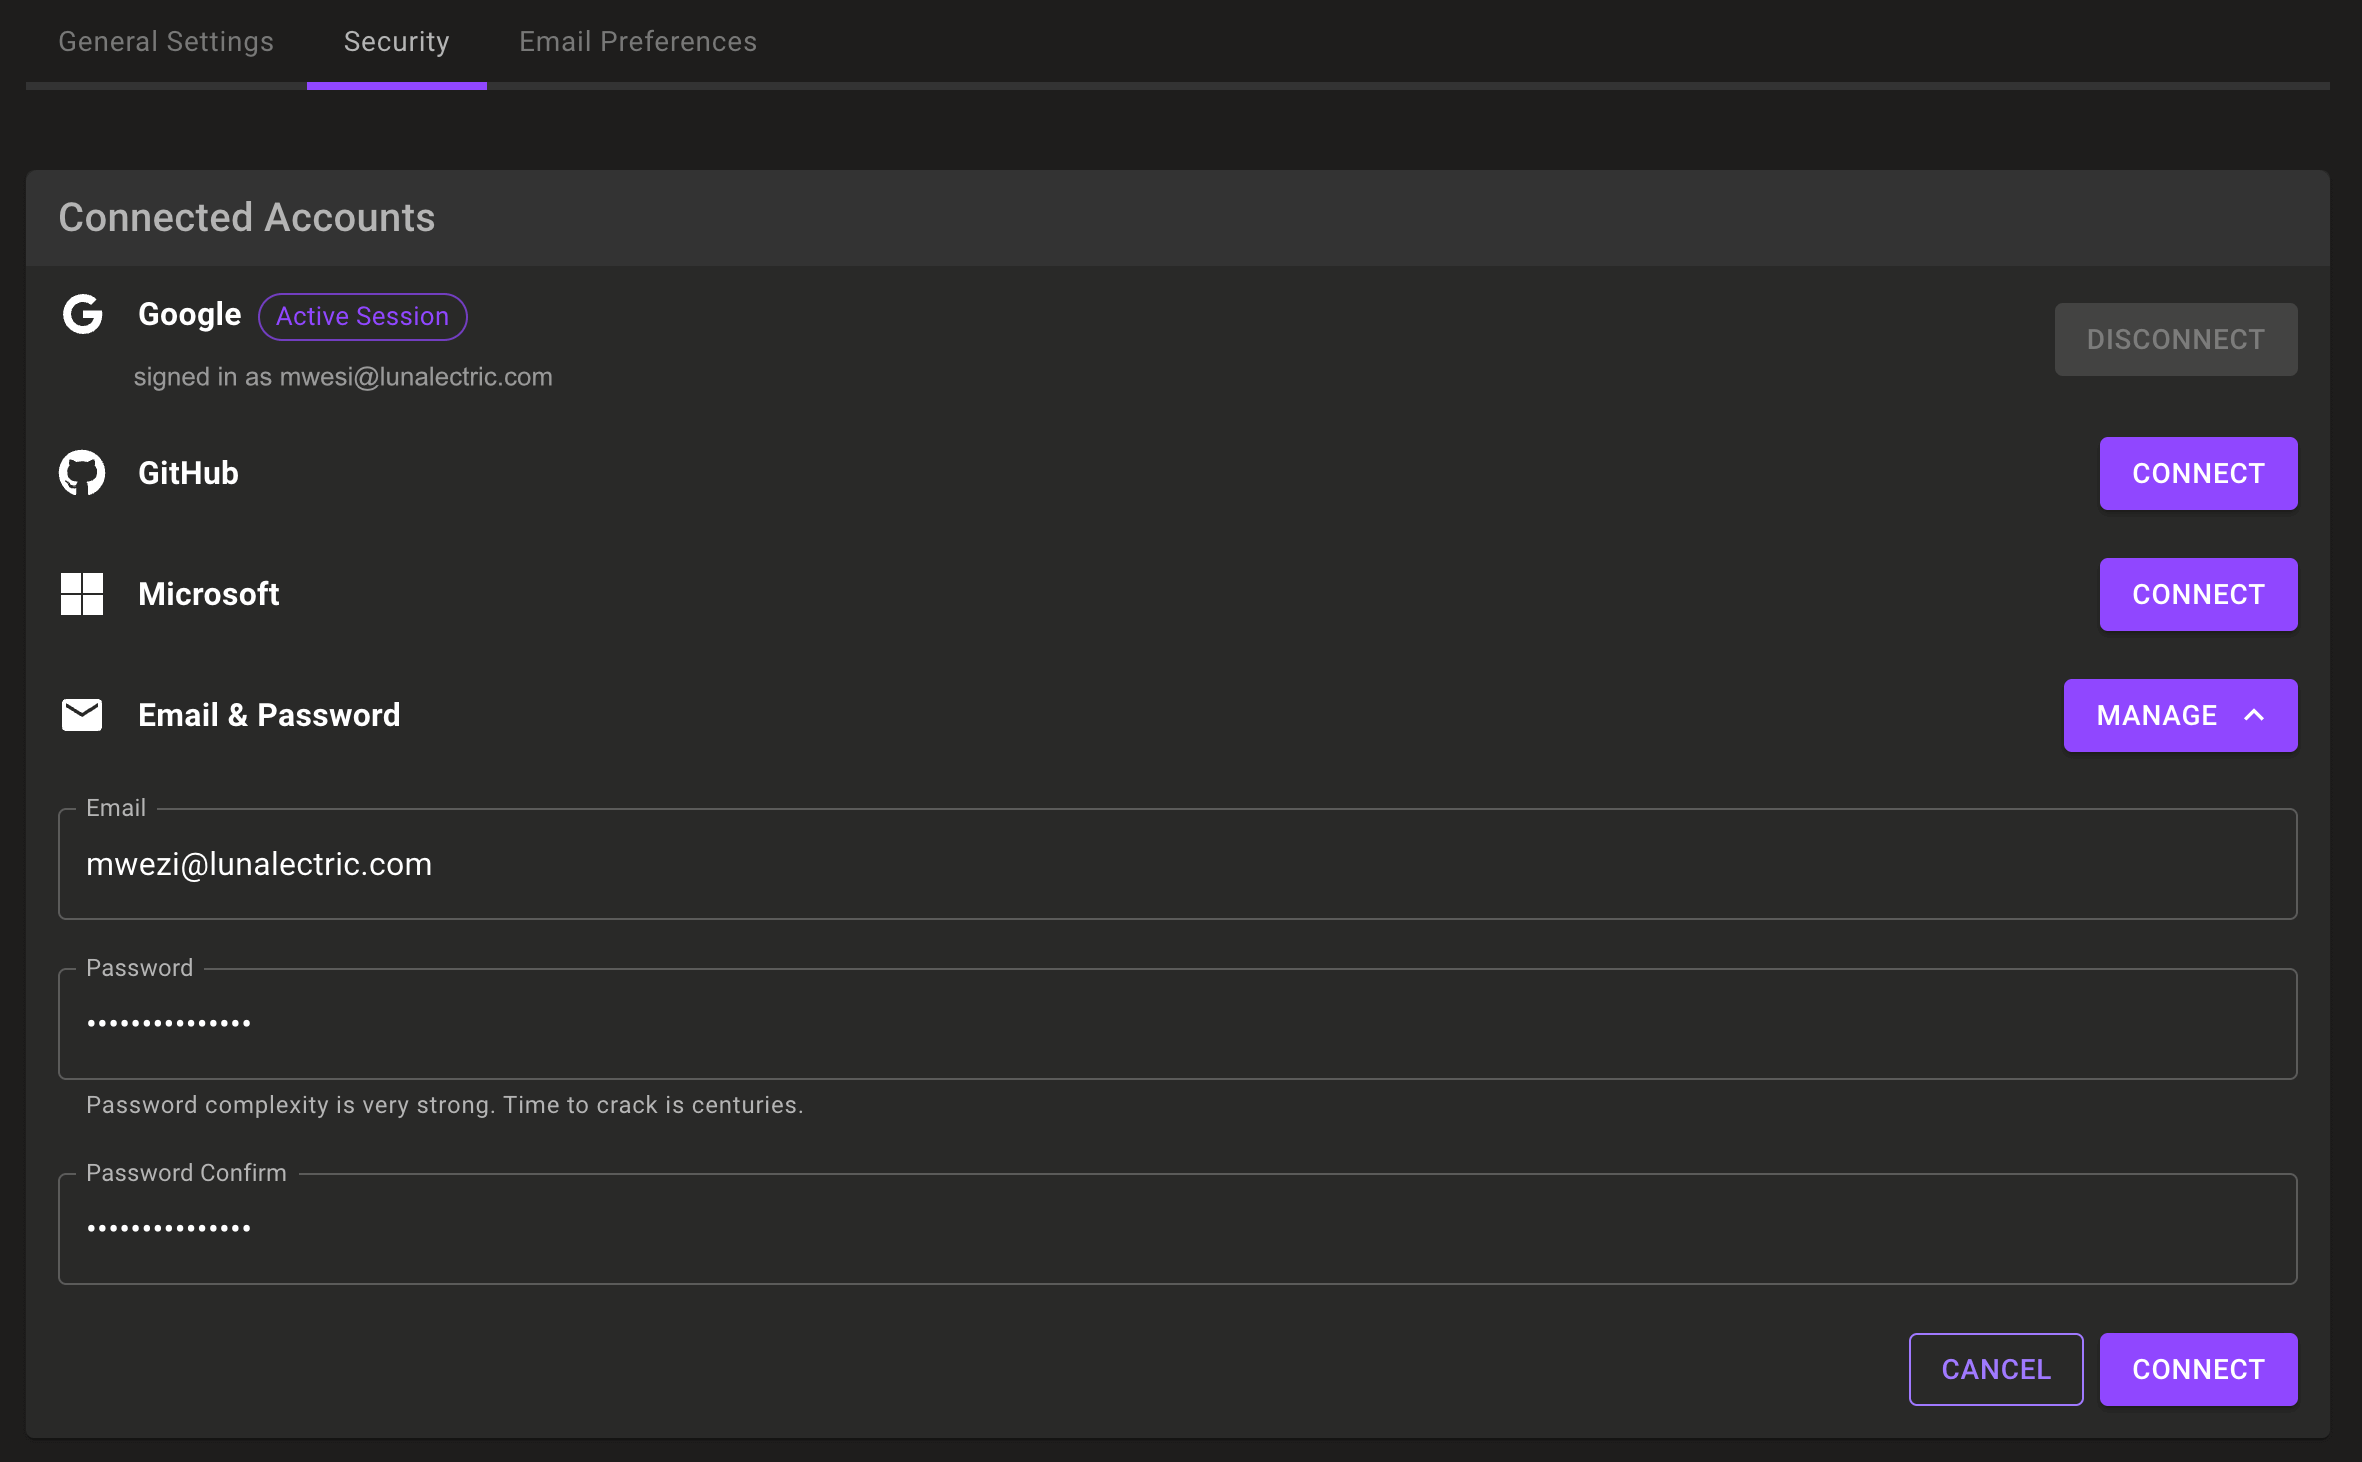 General Settings Security Email Preferences
Connected Accounts
Google Active Session
signed in as mwesi@lunalectric.com
DISCONNECT
GitHub
CONNECT
Microsoft
CONNECT
Email & Password
MANAGE
Email
mwezi@lunalectric.com
Password
•••••••••••••••
Password complexity is very strong. Time to crack is centuries.
Password Confirm
•••••••••••••••
CANCEL CONNECT